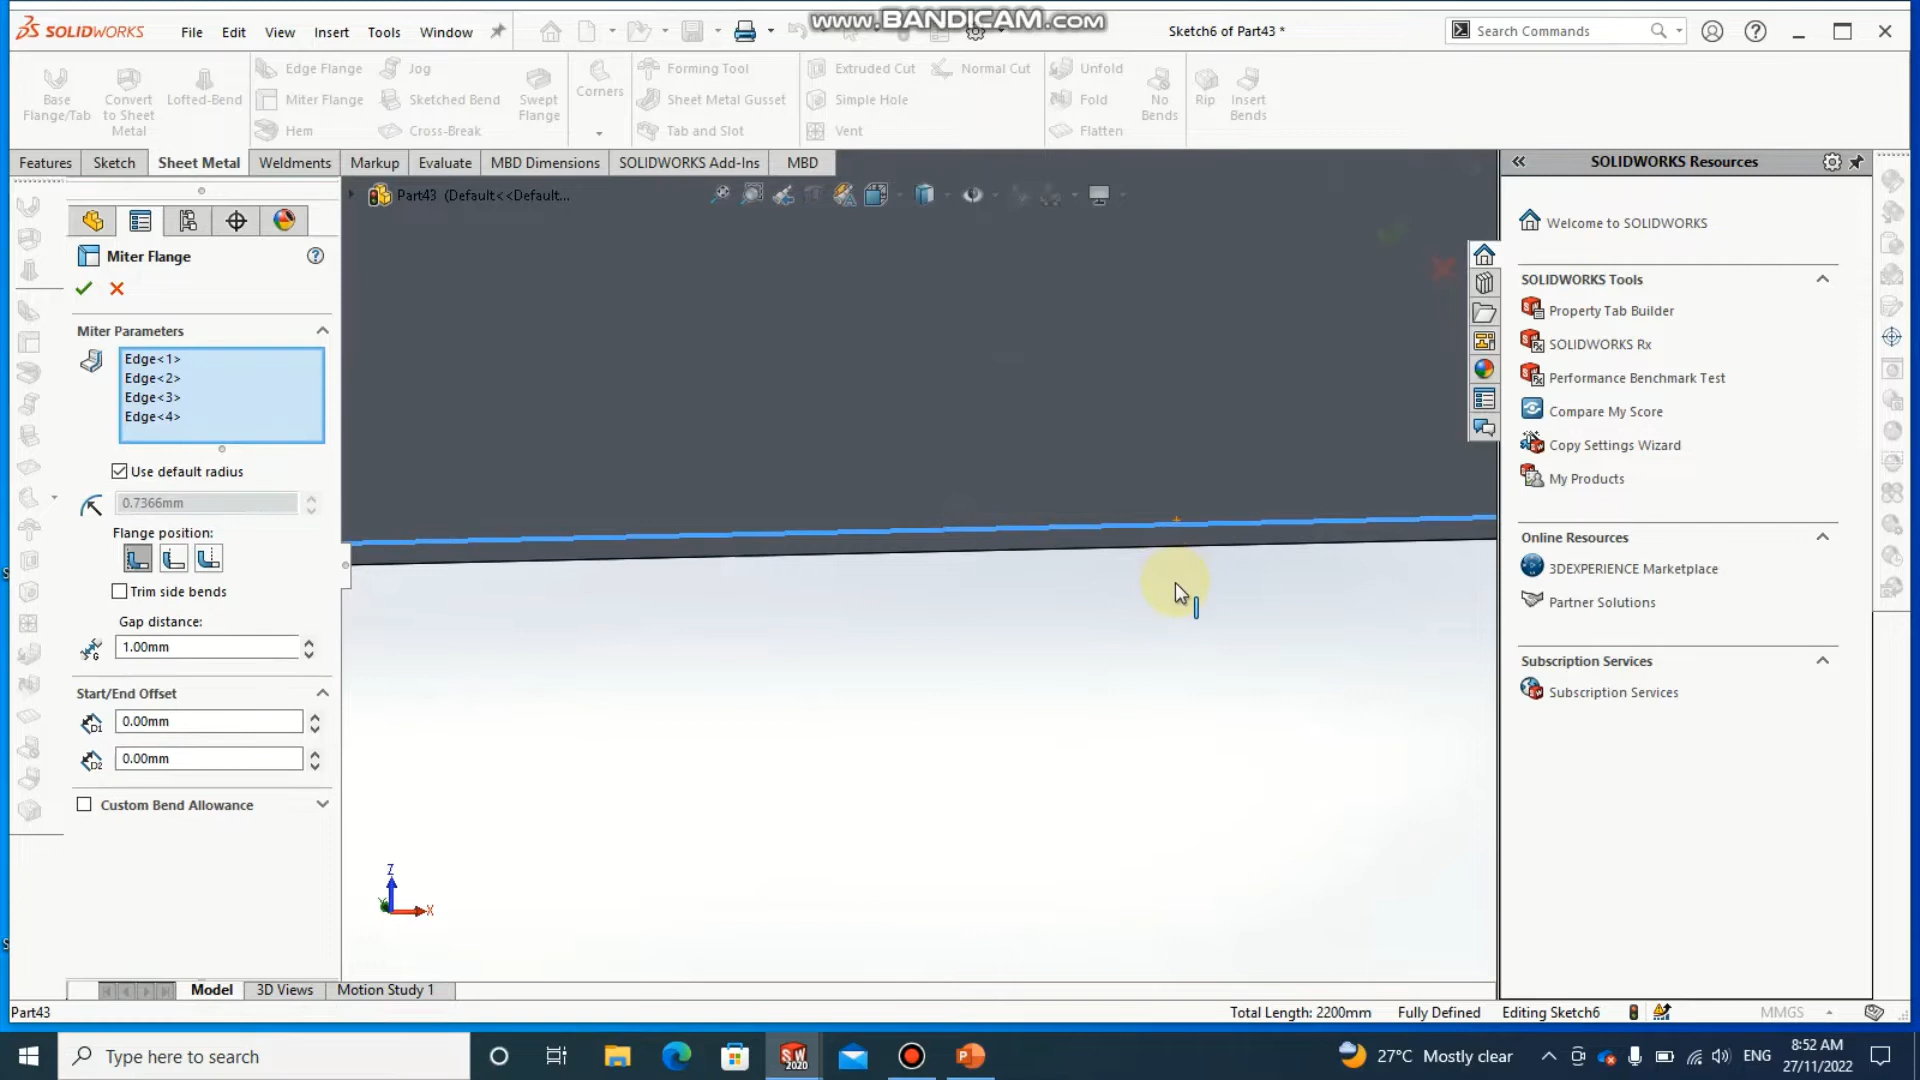 www.BANDICAM.com
SOLIDWORKS
File Edit View Insert Tools Window
Sketch6 of Part43 *
Search Commands
Base Flange/Tab
Convert to Sheet Metal
Lofted-Bend
Edge Flange
Miter Flange
Hem
Jog
Sketched Bend
Cross-Break
Swept Flange
Corners
Forming Tool
Sheet Metal Gusset
Tab and Slot
Extruded Cut
Simple Hole
Vent
Normal Cut
Unfold
Fold
Flatten
No Bends
Rip
Insert Bends
Features Sketch Sheet Metal Weldments Markup Evaluate MBD Dimensions SOLIDWORKS Add-Ins MBD
Part43 (Default<<Default...
Miter Flange
Miter Parameters
Edge<1>
Edge<2>
Edge<3>
Edge<4>
Use default radius
0.7366mm
Flange position:
Trim side bends
Gap distance:
G
1.00mm
Start/End Offset
D1
0.00mm
D2
0.00mm
Custom Bend Allowance
Z
Y
X
SOLIDWORKS Resources
Welcome to SOLIDWORKS
SOLIDWORKS Tools
Property Tab Builder
SOLIDWORKS Rx
Performance Benchmark Test
Compare My Score
Copy Settings Wizard
My Products
Online Resources
3DEXPERIENCE Marketplace
Partner Solutions
Subscription Services
Subscription Services
Model 3D Views Motion Study 1
Part43
Total Length: 2200mm Fully Defined Editing Sketch6 MMGS
Type here to search
SW 2020
27°C Mostly clear
ENG
8:52 AM
27/11/2022